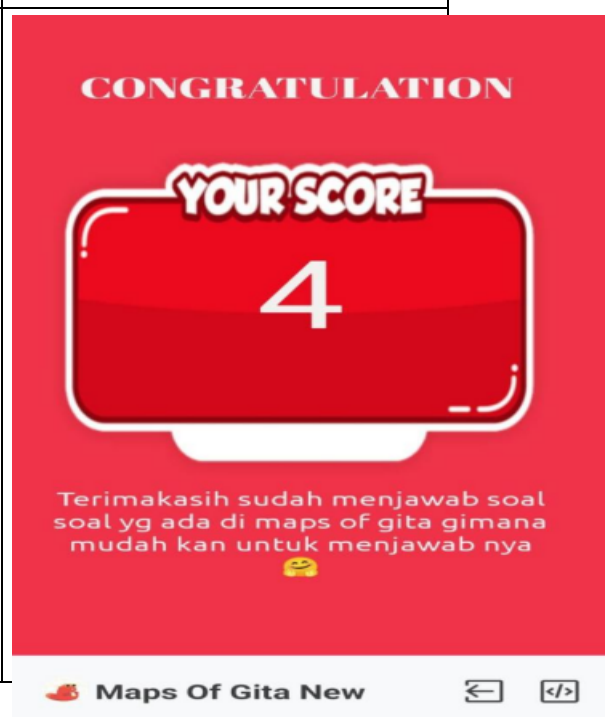 CONGRATULATION
YOUR SCORE
4
Terimakasih sudah menjawab soal
soal yg ada di maps of gita gimana
mudah kan untuk menjawab nya
🤗
Maps Of Gita New